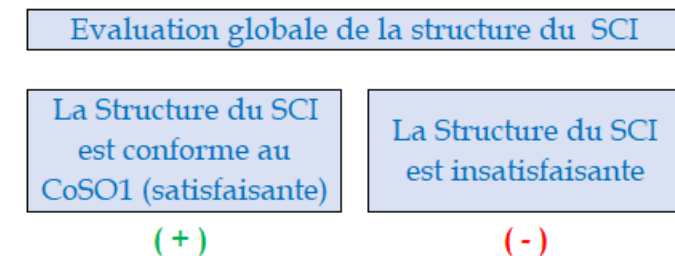 Evaluation globale de la structure du SCI
La Structure du SCI
est conforme au
CoSO1 (satisfaisante)
La Structure du SCI
est insatisfaisante
( + )
( - )